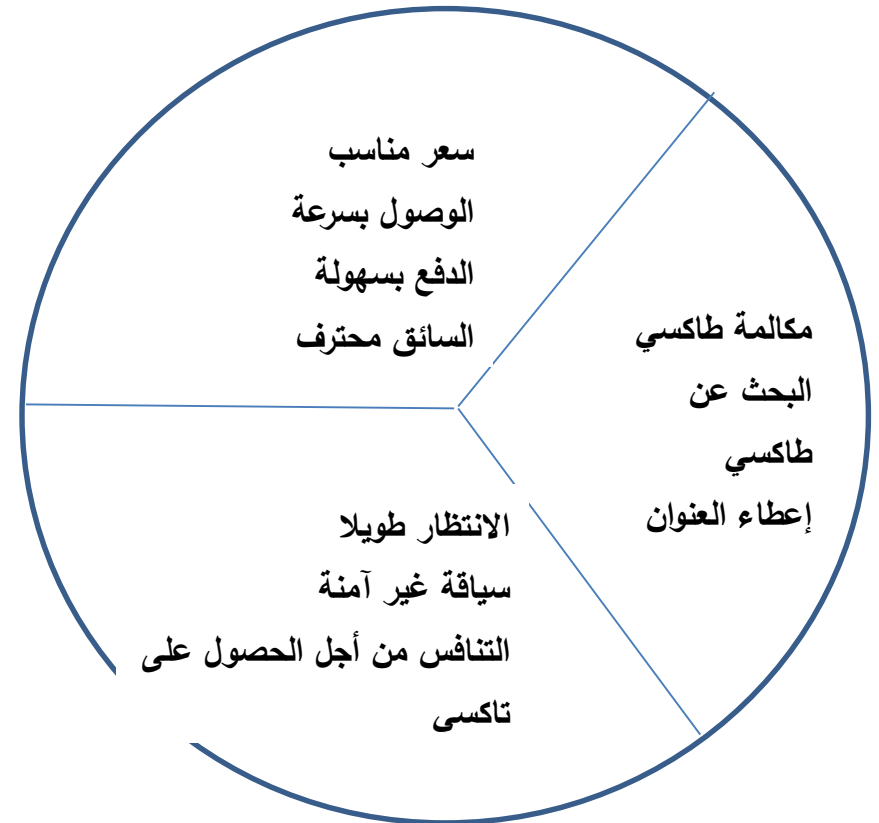 سعر مناسب
الوصول بسرعة
الدفع بسهولة
السائق محترف
مكالمة طاكسي
البحث عن
طاكسي
إعطاء العنوان
الانتظار طويلا
سياقة غير آمنة
التنافس من أجل الحصول على
تاكسى